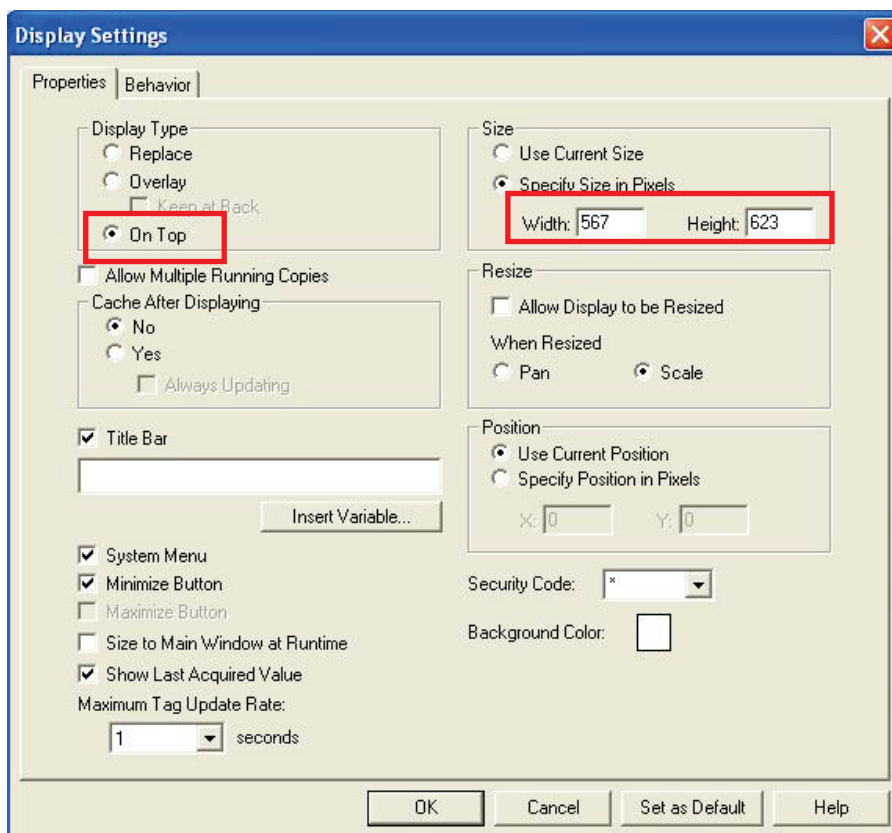 Display Settings
Properties
Behavior
Display Type
Replace
Overlay
Keep at Back
On Top
Allow Multiple Running Copies
Cache After Displaying
No
Yes
Always Updating
Title Bar
Insert Variable...
System Menu
Minimize Button
Maximize Button
Size to Main Window at Runtime
Show Last Acquired Value
Maximum Tag Update Rate:
1 seconds
Size
Use Current Size
Specify Size in Pixels
Width: 567 Height: 623
Resize
Allow Display to be Resized
When Resized
Pan Scale
Position
Use Current Position
Specify Position in Pixels
X: 0 Y: 0
Security Code: *
Background Color:
OK Cancel Set as Default Help